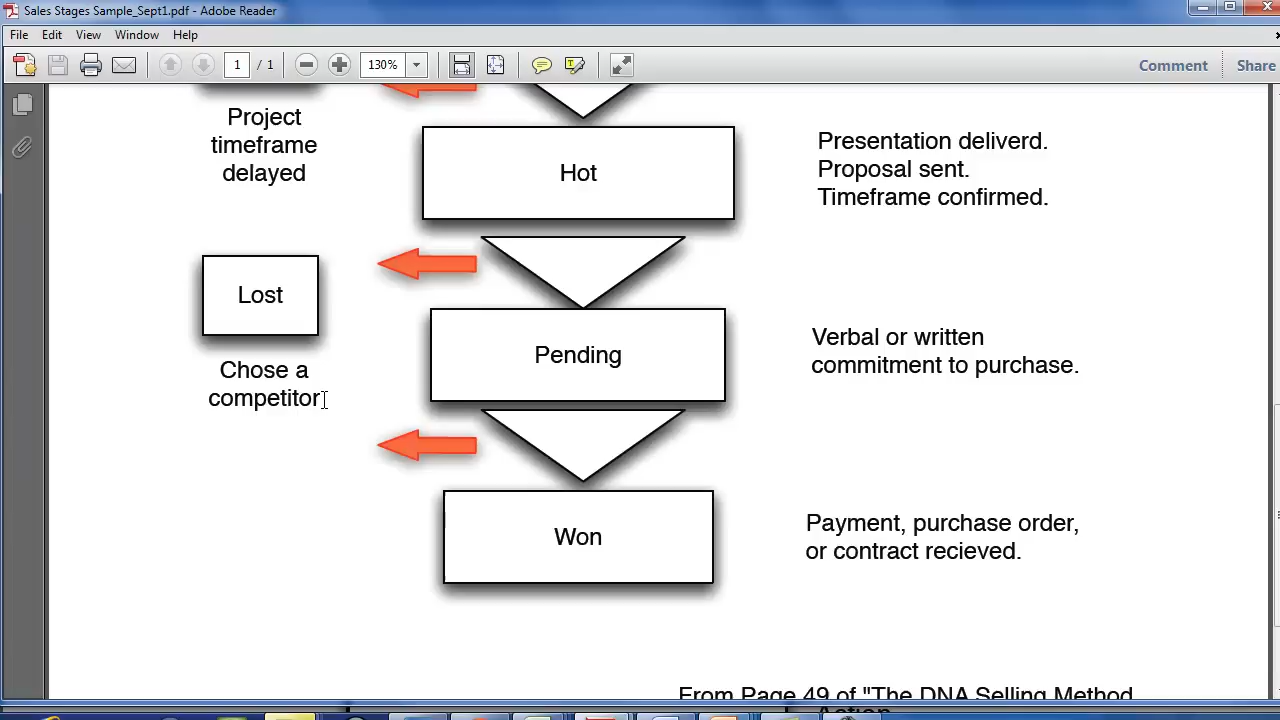 Sales Stages Sample_Sept1.pdf - Adobe Reader
File Edit View Window Help
1 / 1 130% Comment Share
Project
timeframe
delayed
Hot
Presentation deliverd.
Proposal sent.
Timeframe confirmed.
Lost
Chose a
competitor
Pending
Verbal or written
commitment to purchase.
Won
Payment, purchase order,
or contract recieved.
From Page 49 of "The DNA Selling Method
Action